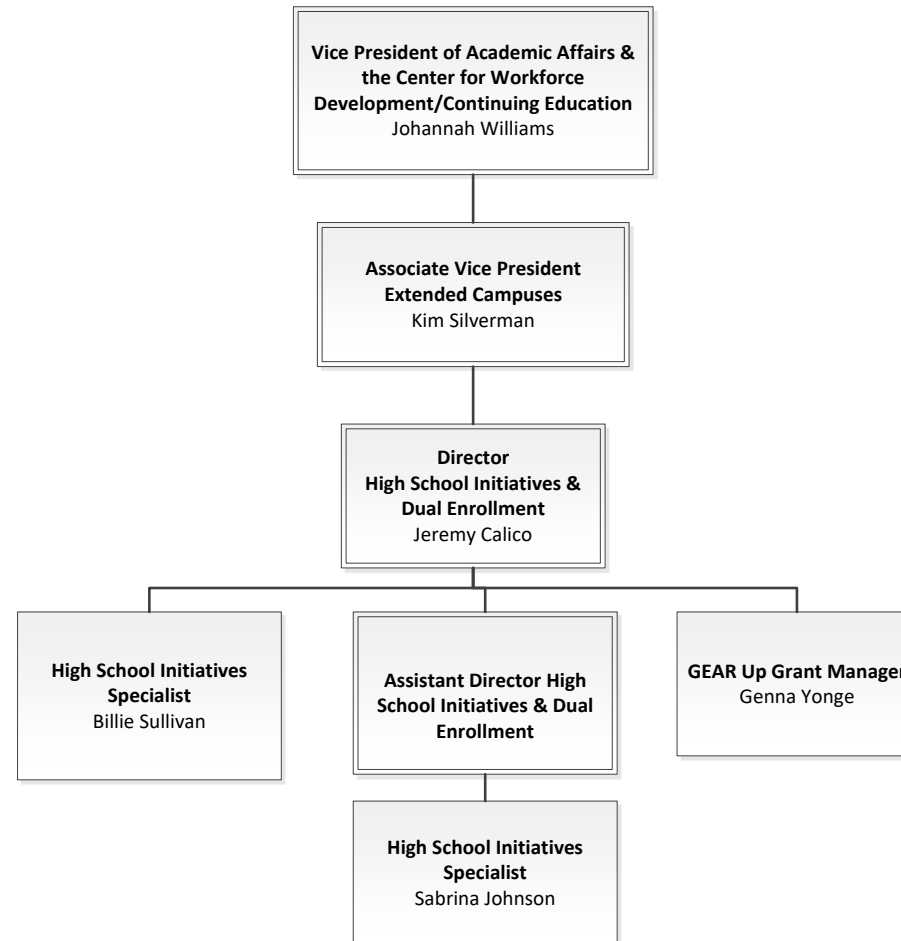 Vice President of Academic Affairs &
the Center for Workforce
Development/Continuing Education
Johannah Williams
Associate Vice President
Extended Campuses
Kim Silverman
Director
High School Initiatives &
Dual Enrollment
Jeremy Calico
High School Initiatives
Specialist
Billie Sullivan
Assistant Director High
School Initiatives & Dual
Enrollment
GEAR Up Grant Manager
Genna Yonge
High School Initiatives
Specialist
Sabrina Johnson